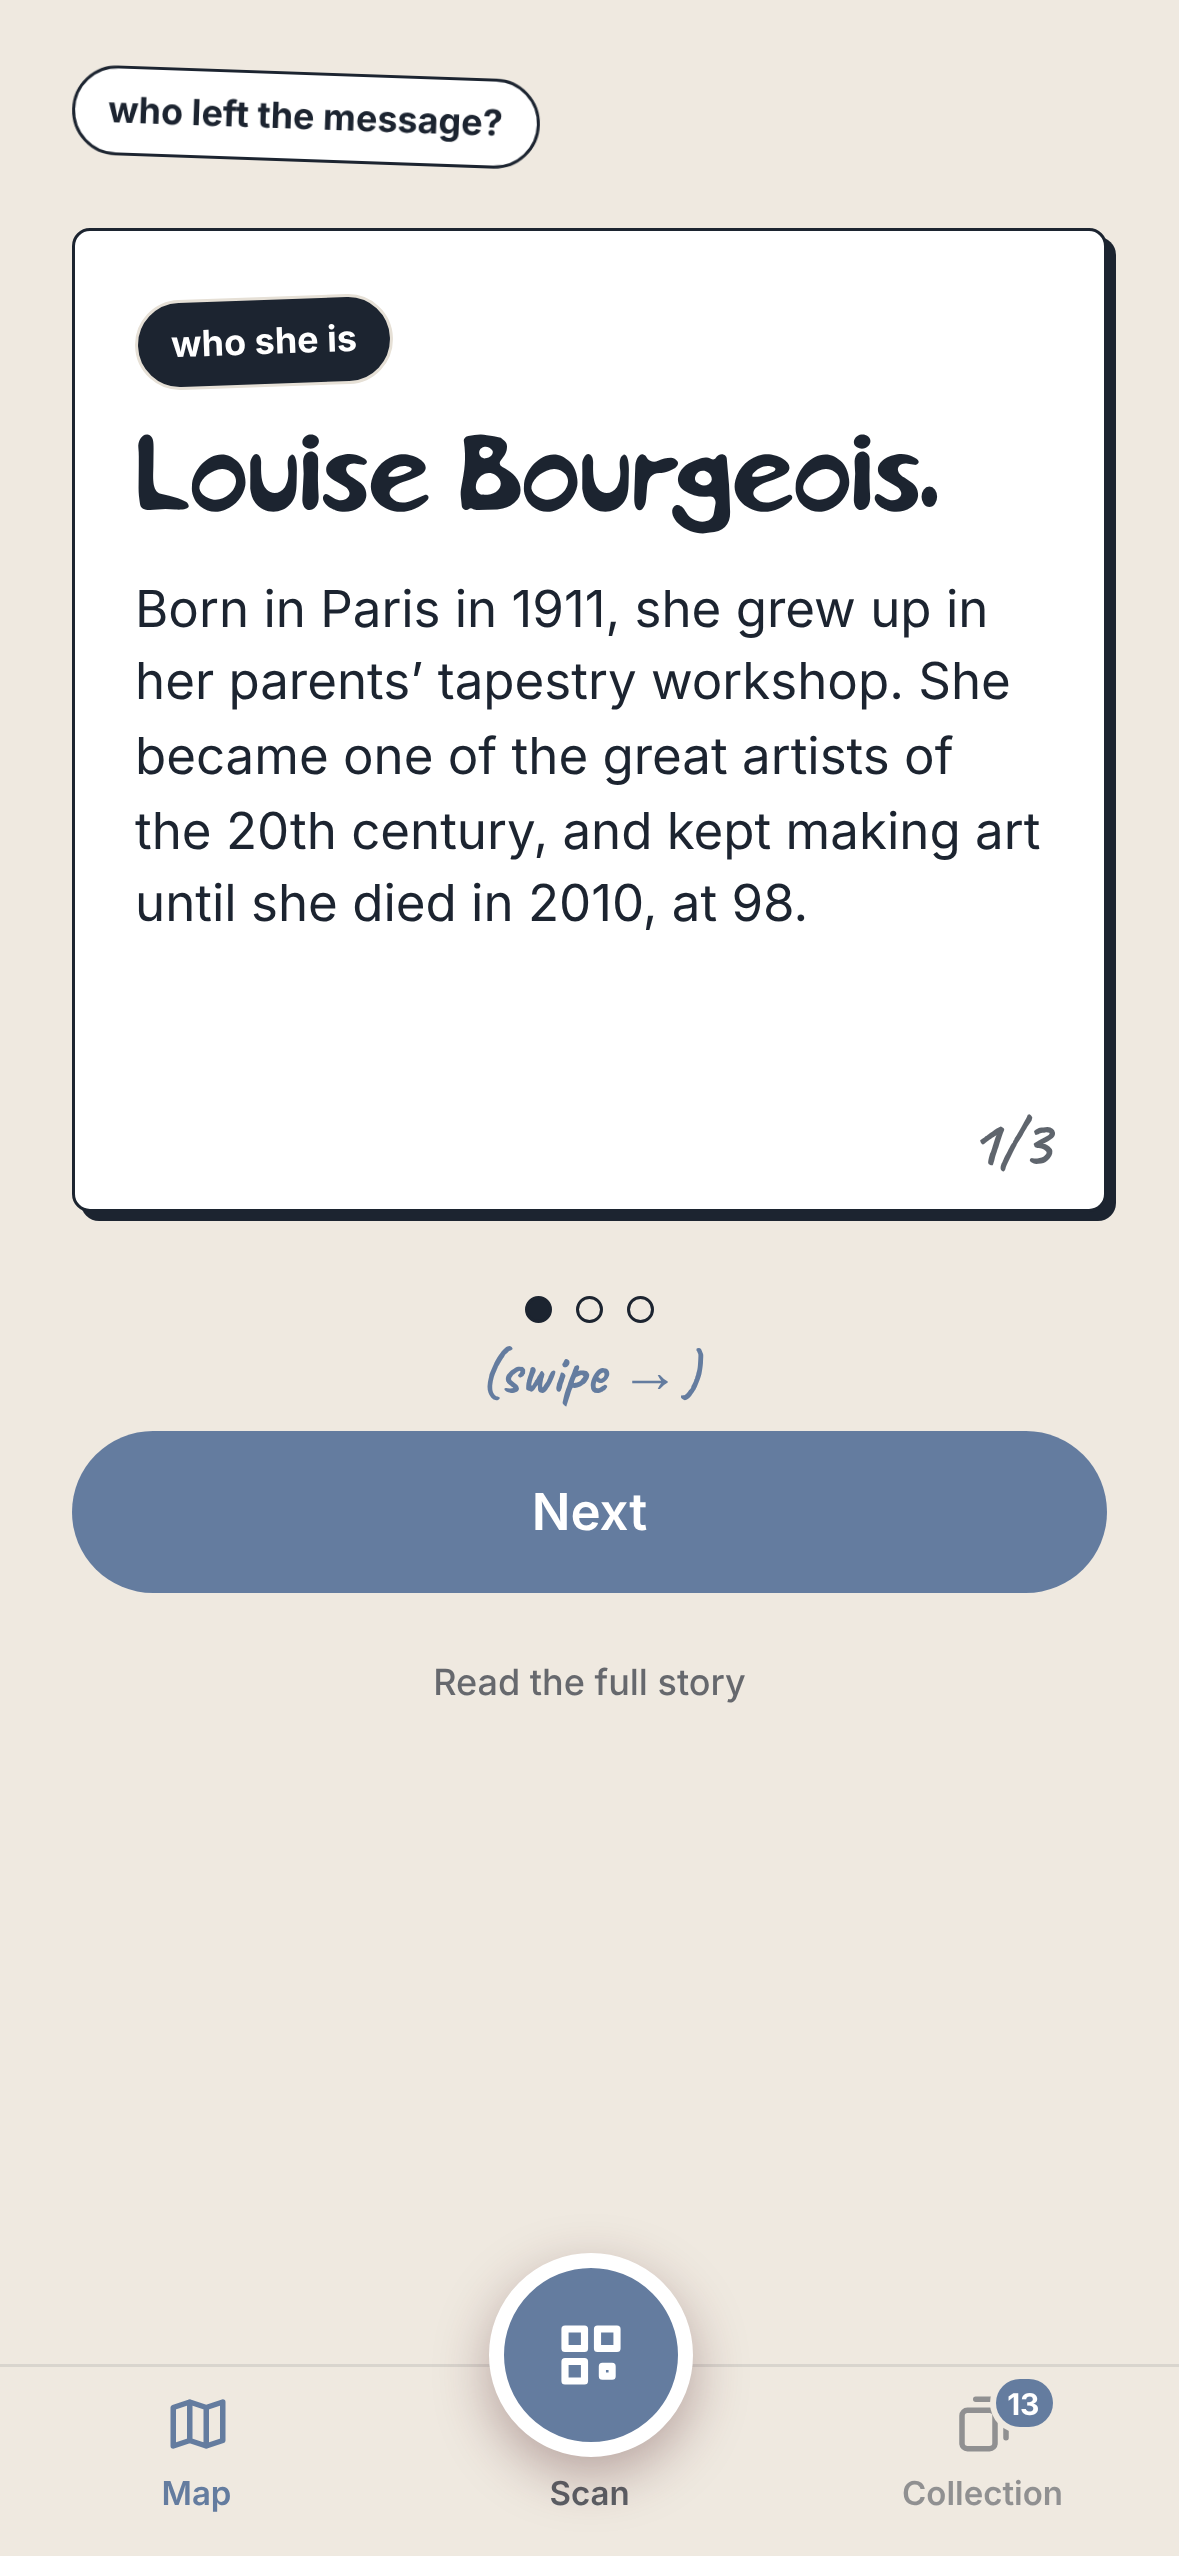 who left the message?
who she is
Louise Bourgeois.
Born in Paris in 1911, she grew up in
her parents’ tapestry workshop. She
became one of the great artists of
the 20th century, and kept making art
until she died in 2010, at 98.
1/3
(swipe → )
Next
Read the full story
13
Map
Scan
Collection